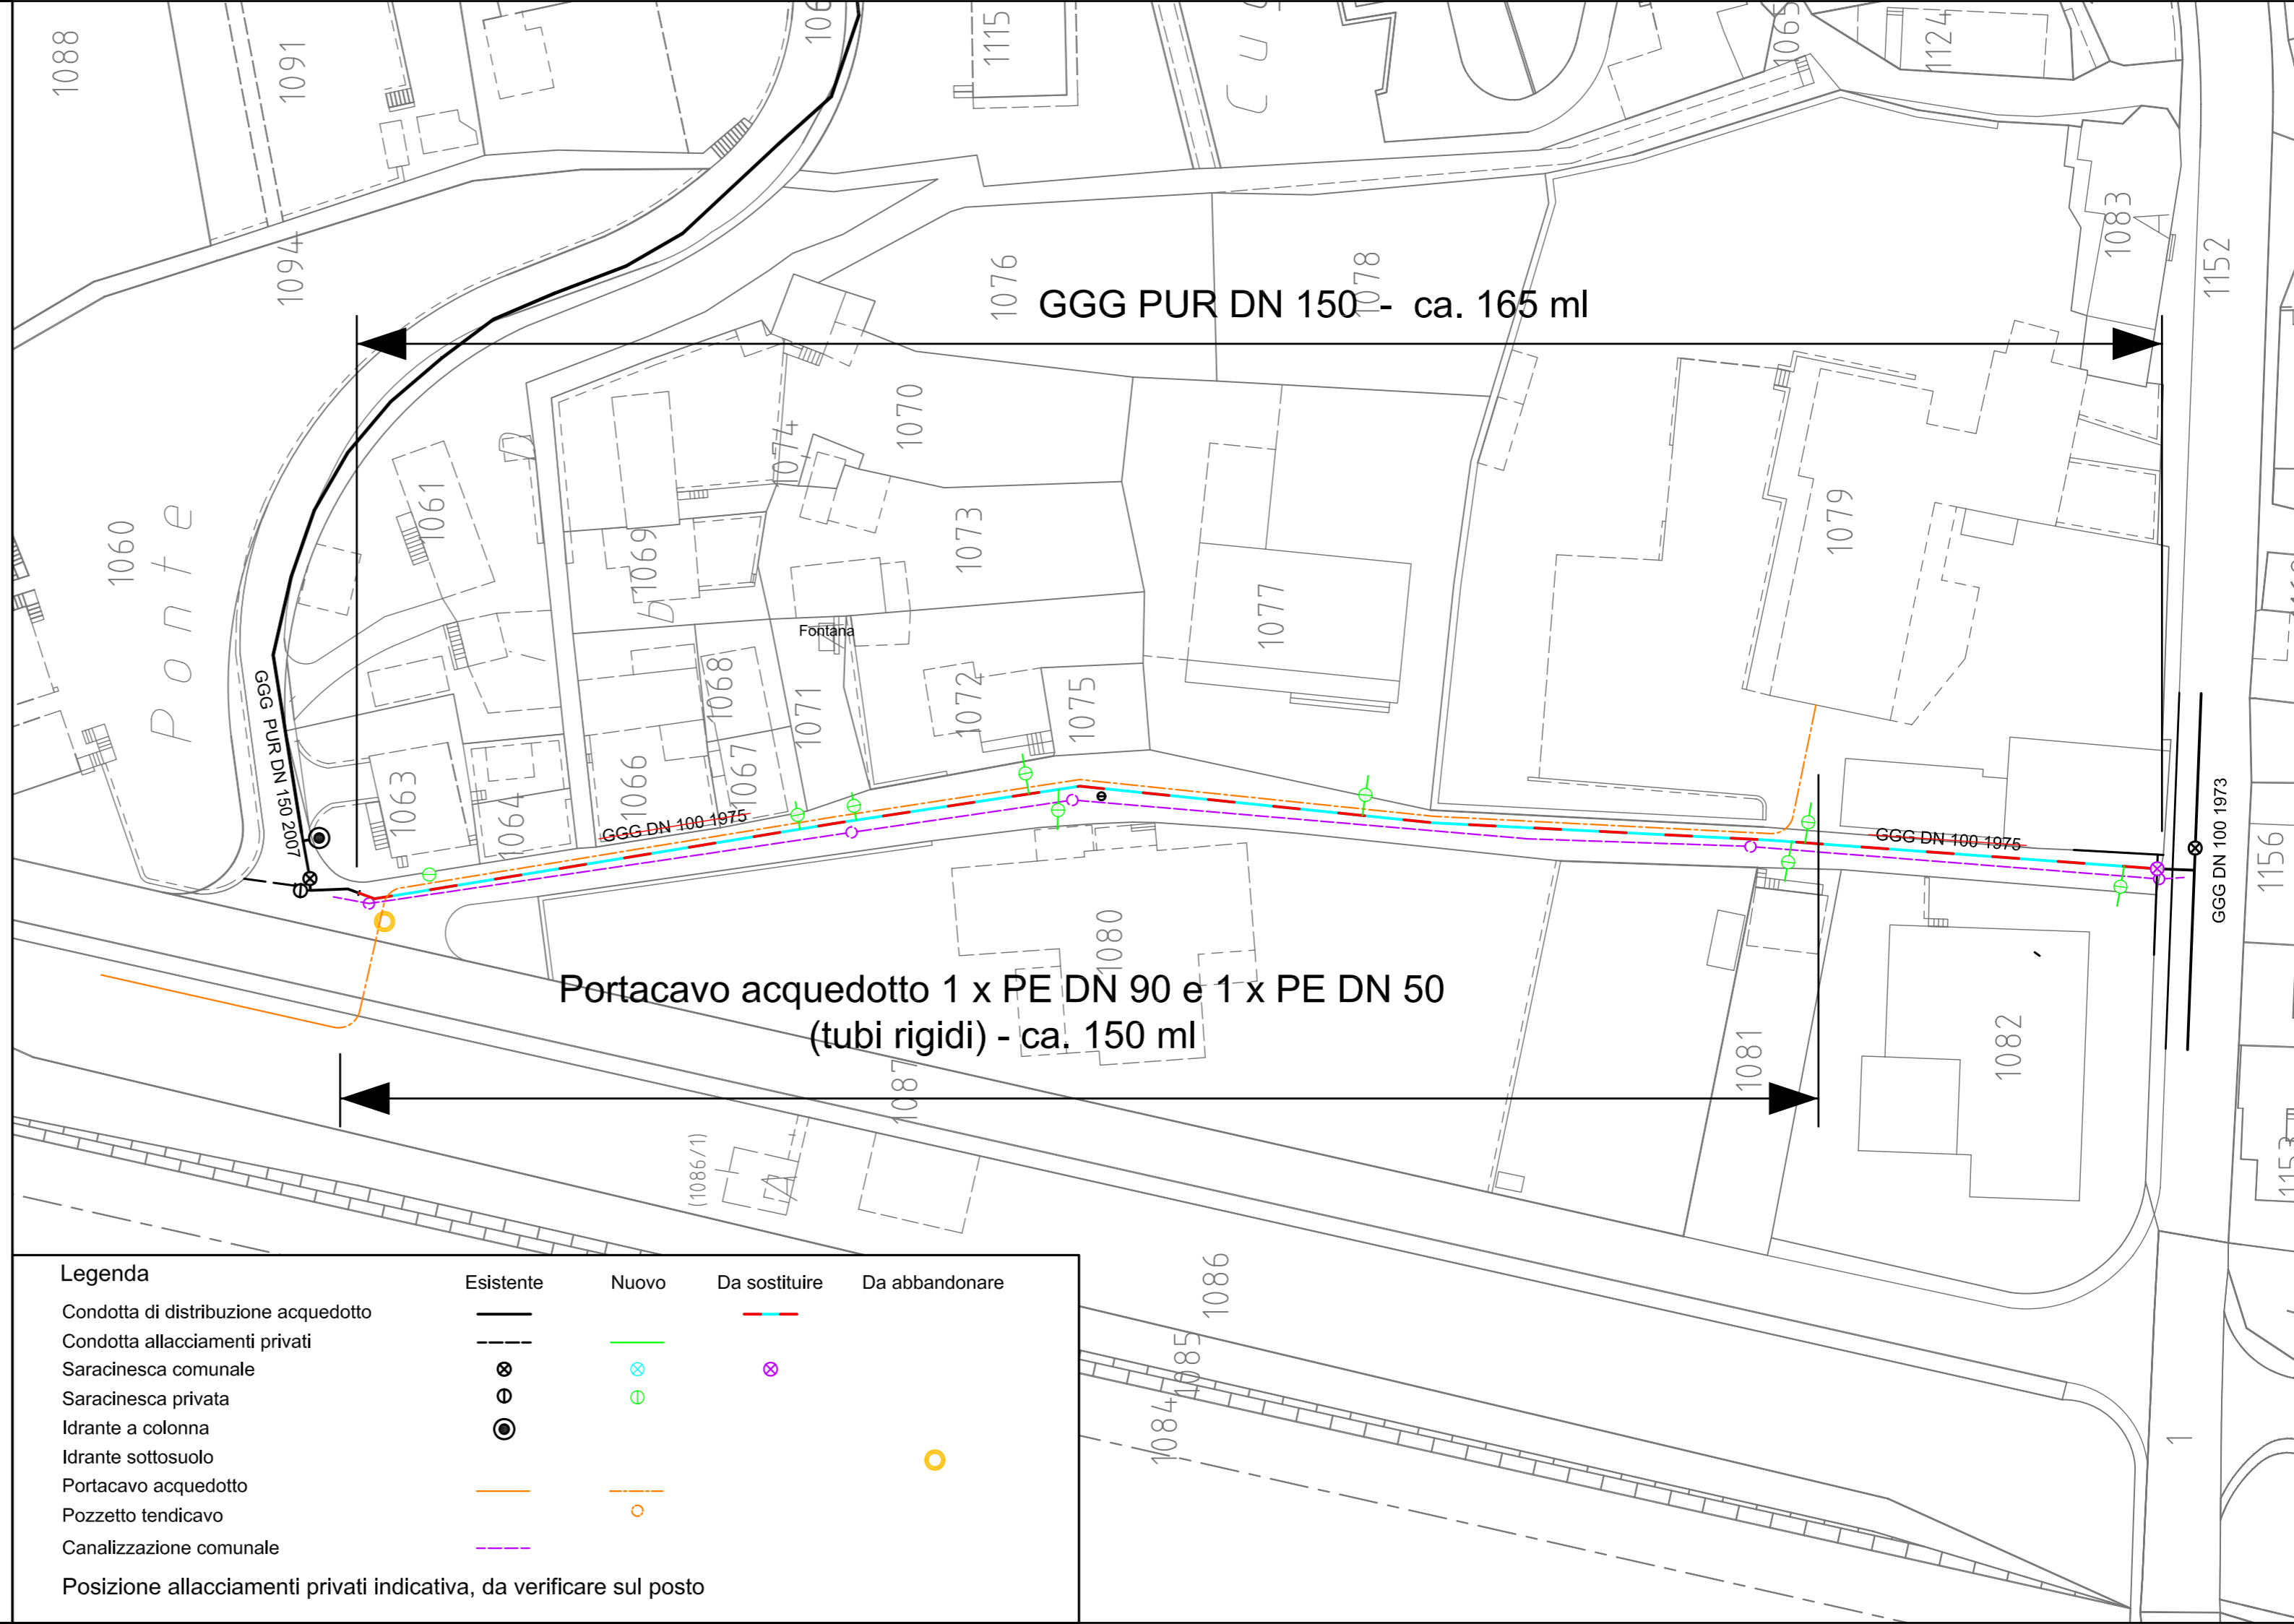 1088
1091
1115
1124
1094
1083
1152
1076
1078
GGG PUR DN 150 - ca. 165 ml
1070
1074
1061
1060
Ponte
1069
1073
1079
1077
Fontana
1068
1071
1072
1075
GGG PUR DN 150 2007
1063
1064
1066
1067
GGG DN 100 1975
GGG DN 100 1975
GGG DN 100 1973
1156
1080
Portacavo acquedotto 1 x PE DN 90 e 1 x PE DN 50
(tubi rigidi) - ca. 150 ml
1081
1082
1087
(1086/1)
1086
1085
1084
1
Legenda
Esistente Nuovo Da sostituire Da abbandonare
Condotta di distribuzione acquedotto
Condotta allacciamenti privati
Saracinesca comunale
Saracinesca privata
Idrante a colonna
Idrante sottosuolo
Portacavo acquedotto
Pozzetto tendicavo
Canalizzazione comunale
Posizione allacciamenti privati indicativa, da verificare sul posto